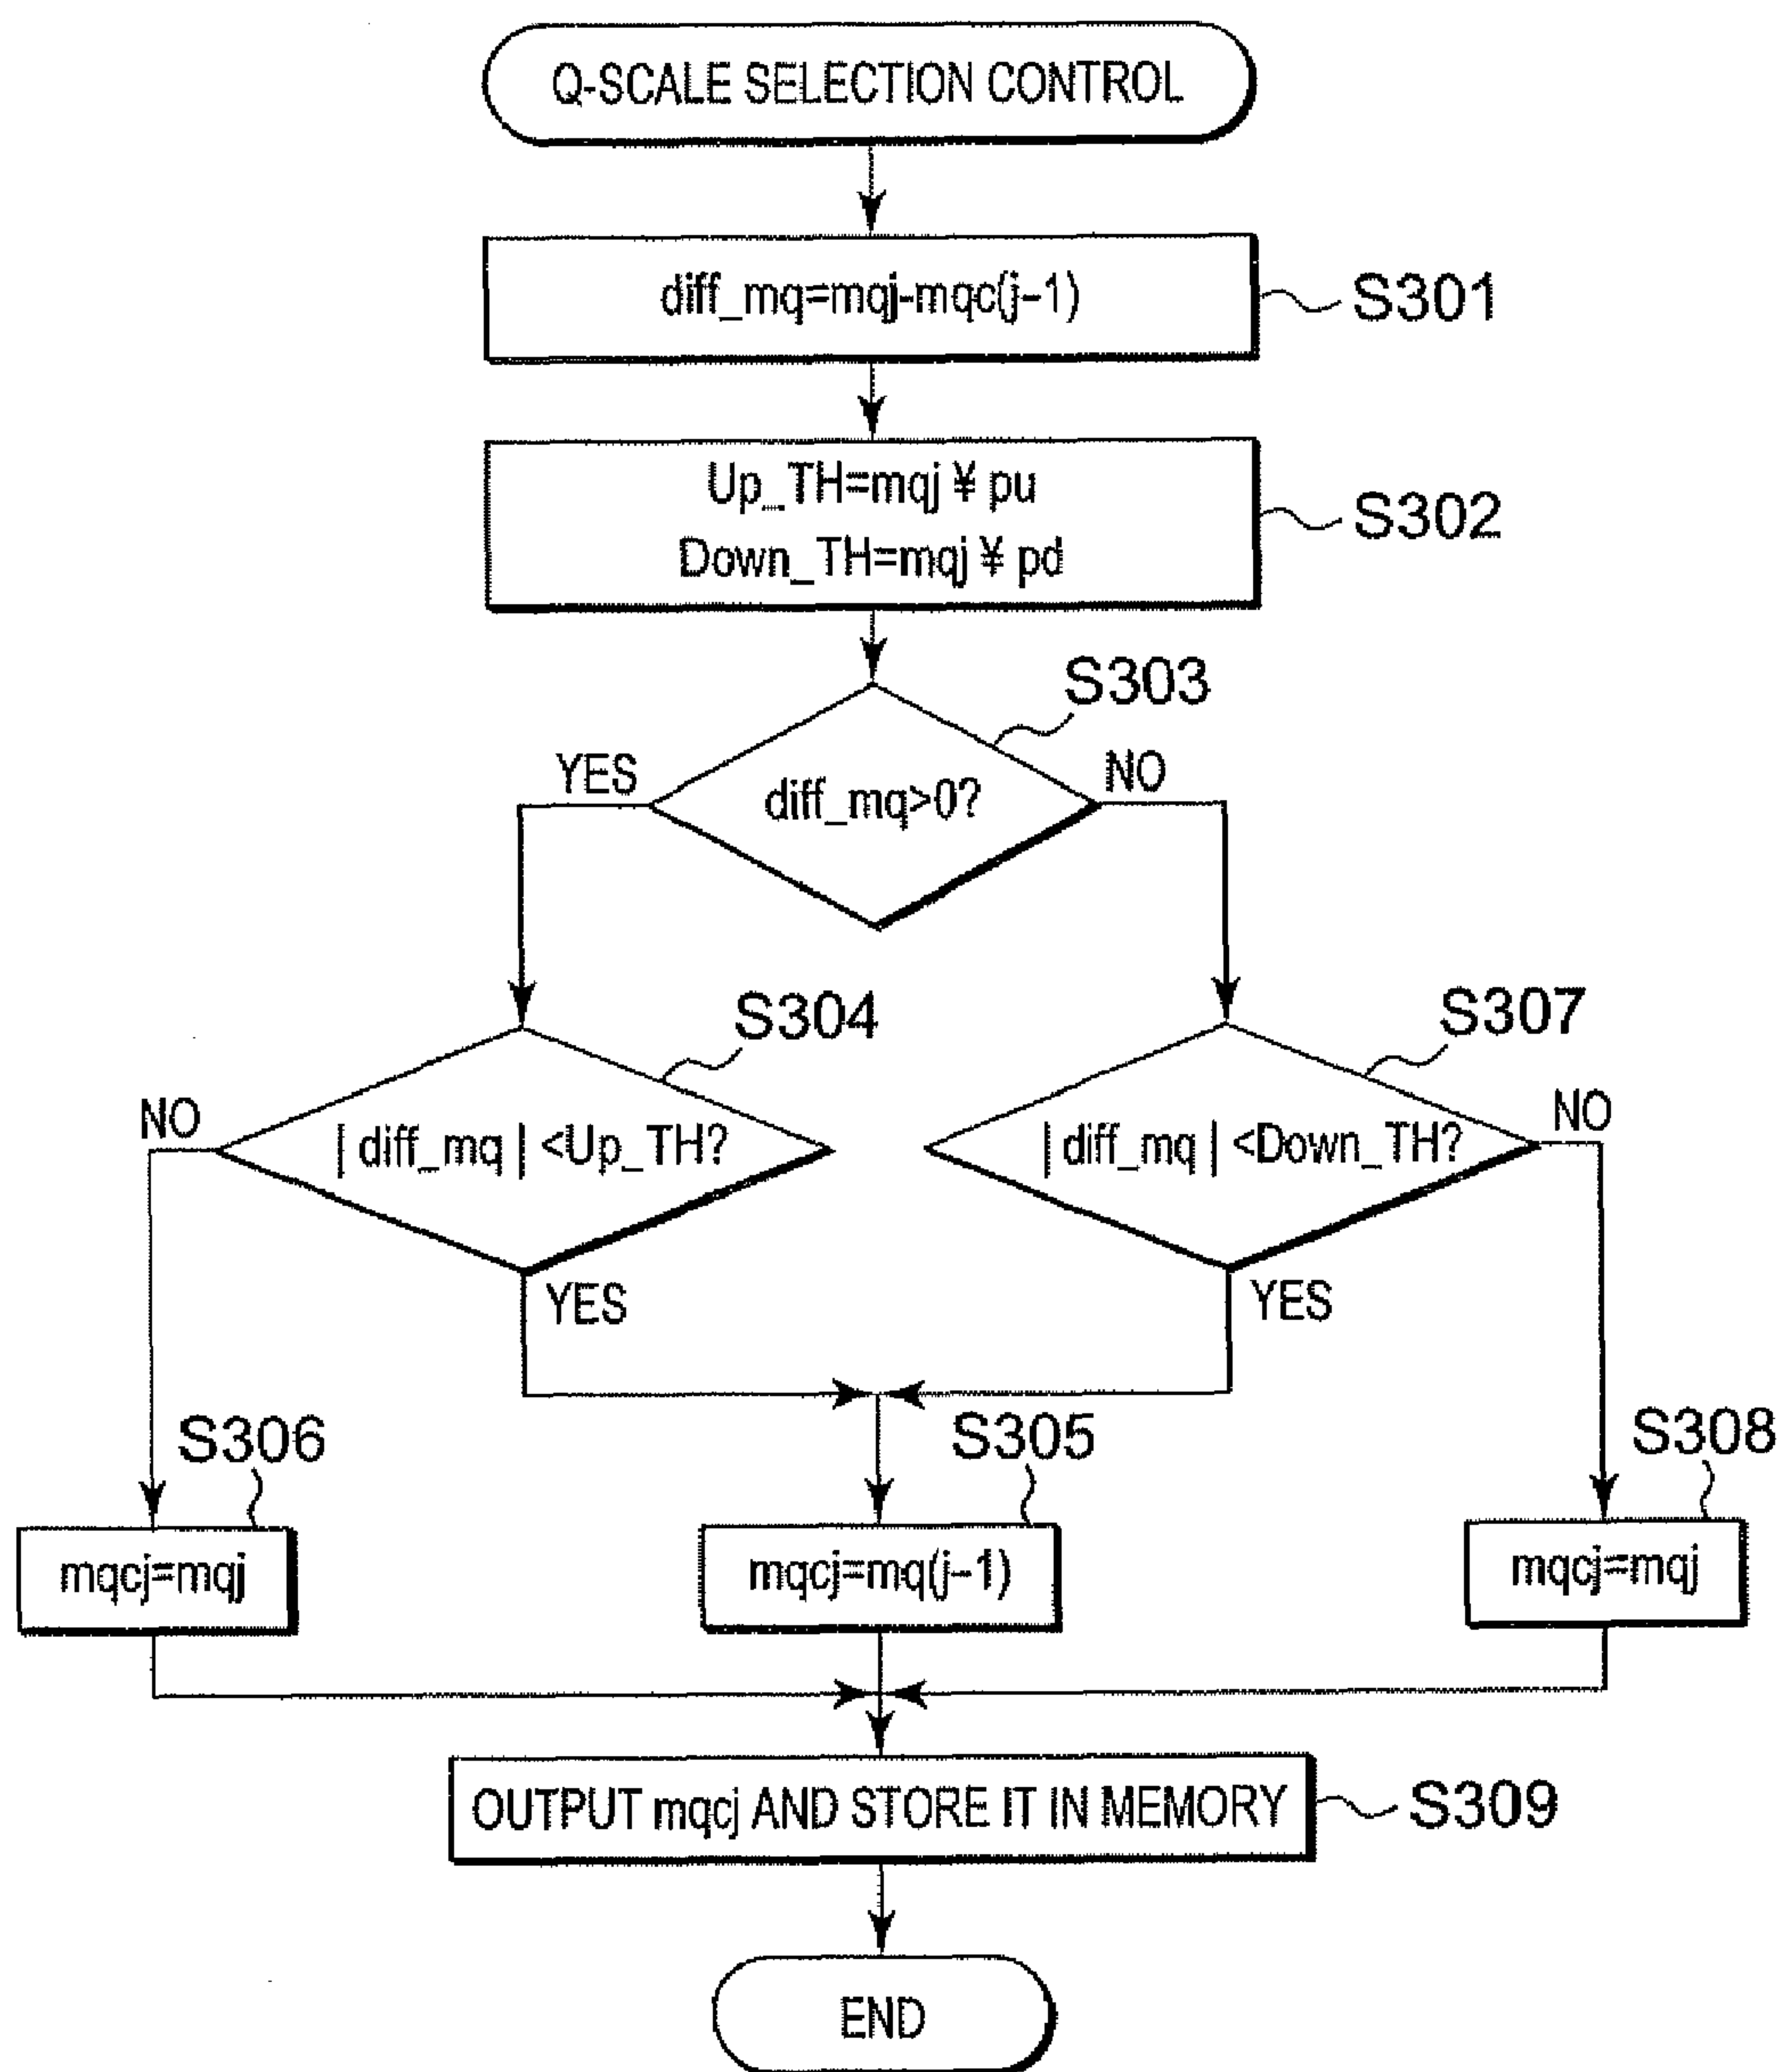 Q-SCALE SELECTION CONTROL
diff_mq=mqj-mqc(j-1)
S301
Up_TH=mqj ¥ pu
Down_TH=mqj ¥ pd
S302
S303
YES
diff_mq>0?
NO
S304
S307
NO
| diff_mq | <Up_TH?
| diff_mq | <Down_TH?
NO
YES
YES
S306
S305
S308
mqcj=mqj
mqcj=mq(j-1)
mqcj=mqj
OUTPUT mqcj AND STORE IT IN MEMORY
S309
END